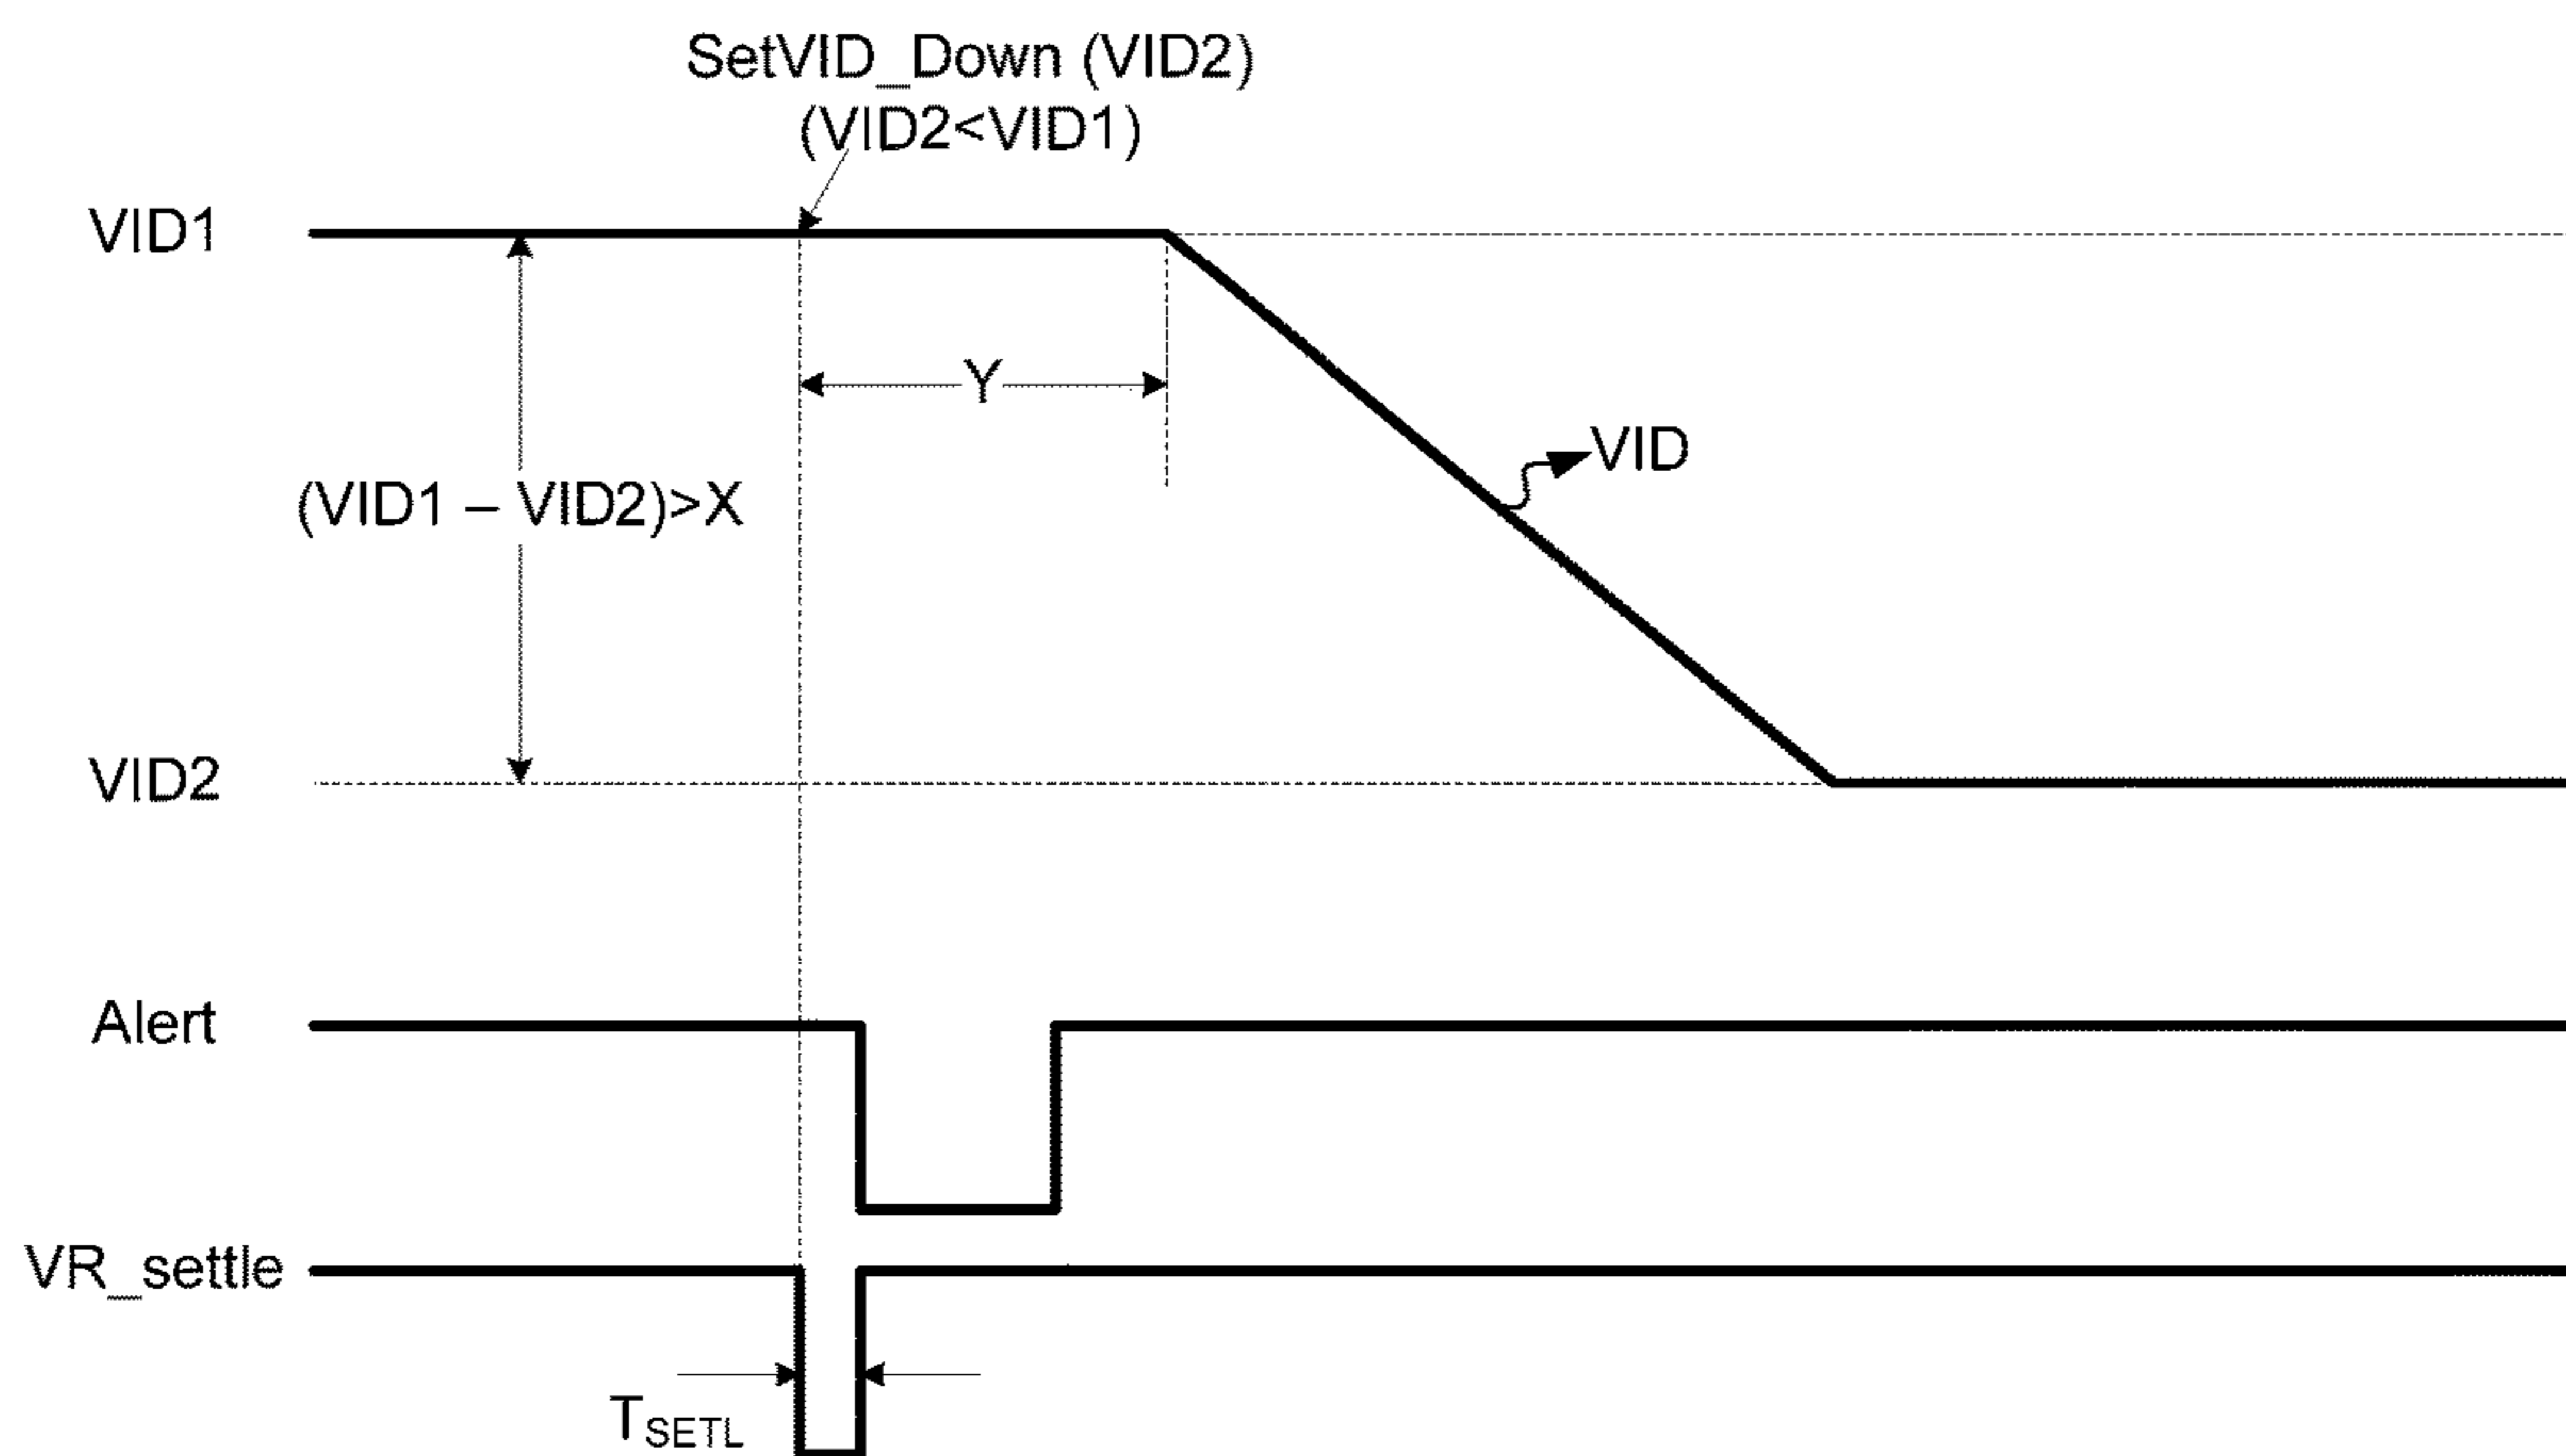 SetVID_Down (VID2)
(VID2<VID1)
VID1
Y
VID
(VID1 – VID2)>X
VID2
Alert
VR_settle
TSETL